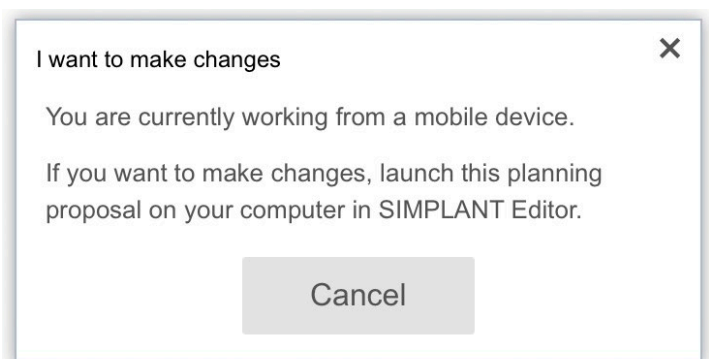 I want to make changes
You are currently working from a mobile device.
If you want to make changes, launch this planning
proposal on your computer in SIMPLANT Editor.
Cancel